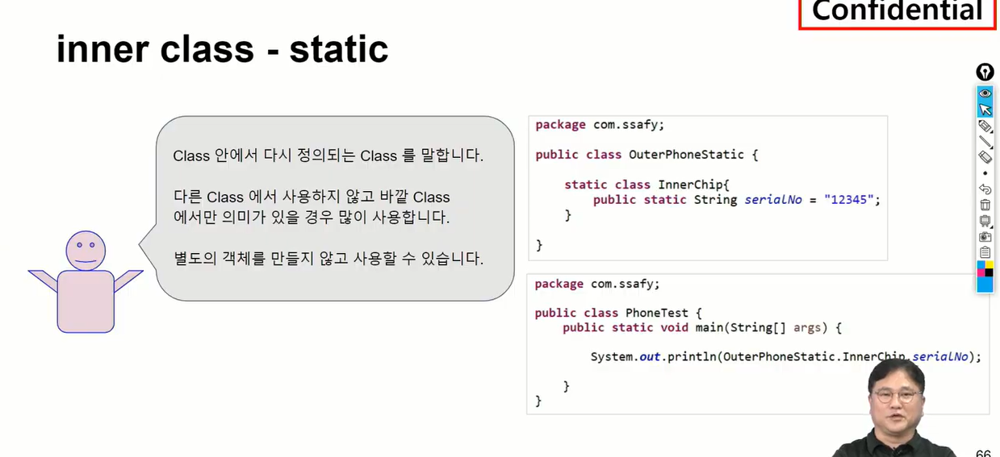 Confidential
inner class - static
Class 안에서 다시 정의되는 Class 를 말합니다.
다른 Class 에서 사용하지 않고 바깥 Class
에서만 의미가 있을 경우 많이 사용합니다.
별도의 객체를 만들지 않고 사용할 수 있습니다.
package com.ssafy;
public class OuterPhoneStatic {
static class InnerChip{
public static String serialNo = "12345";
}
}
package com.ssafy;
public class PhoneTest {
public static void main(String[] args) {
System.out.println(OuterPhoneStatic.InnerChip.serialNo);
}
}
66